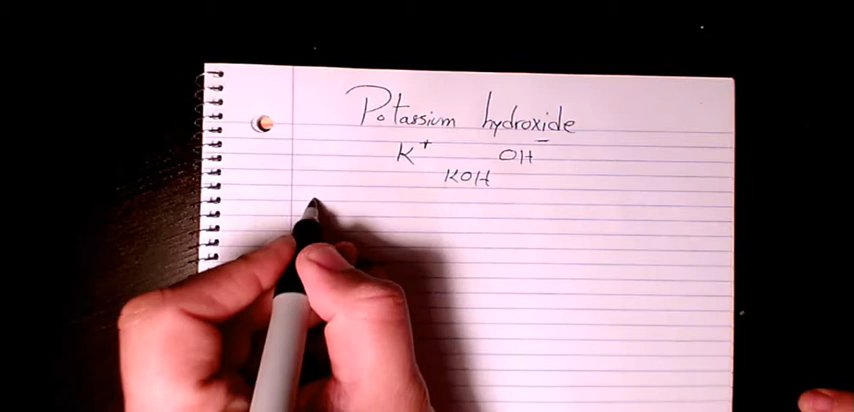 Potassium hydroxide
K⁺ OH⁻
KOH